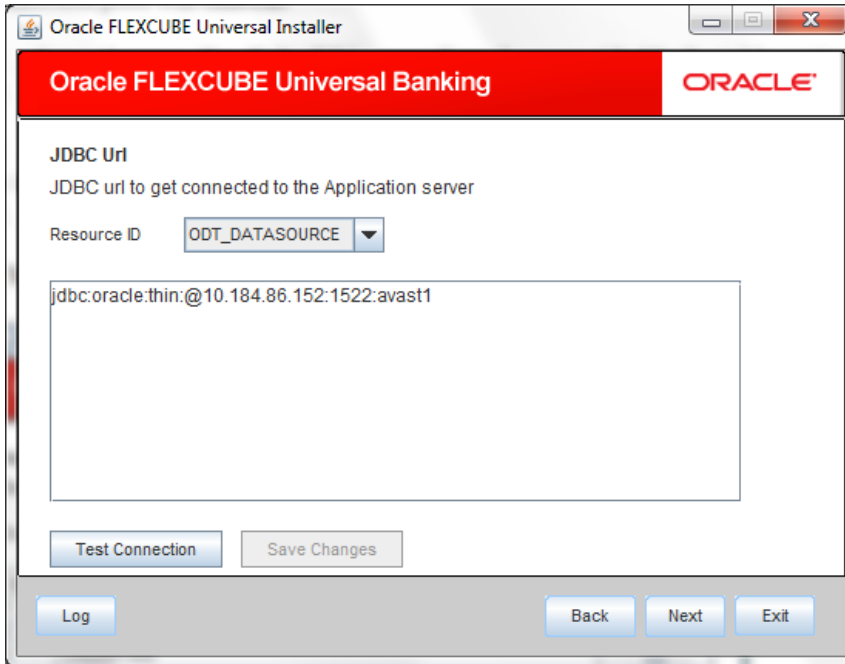 Oracle FLEXCUBE Universal Installer
Oracle FLEXCUBE Universal Banking
ORACLE
JDBC Url
JDBC url to get connected to the Application server
Resource ID ODT_DATASOURCE
jdbc:oracle:thin:@10.184.86.152:1522:avast1
Test Connection Save Changes
Log Back Next Exit